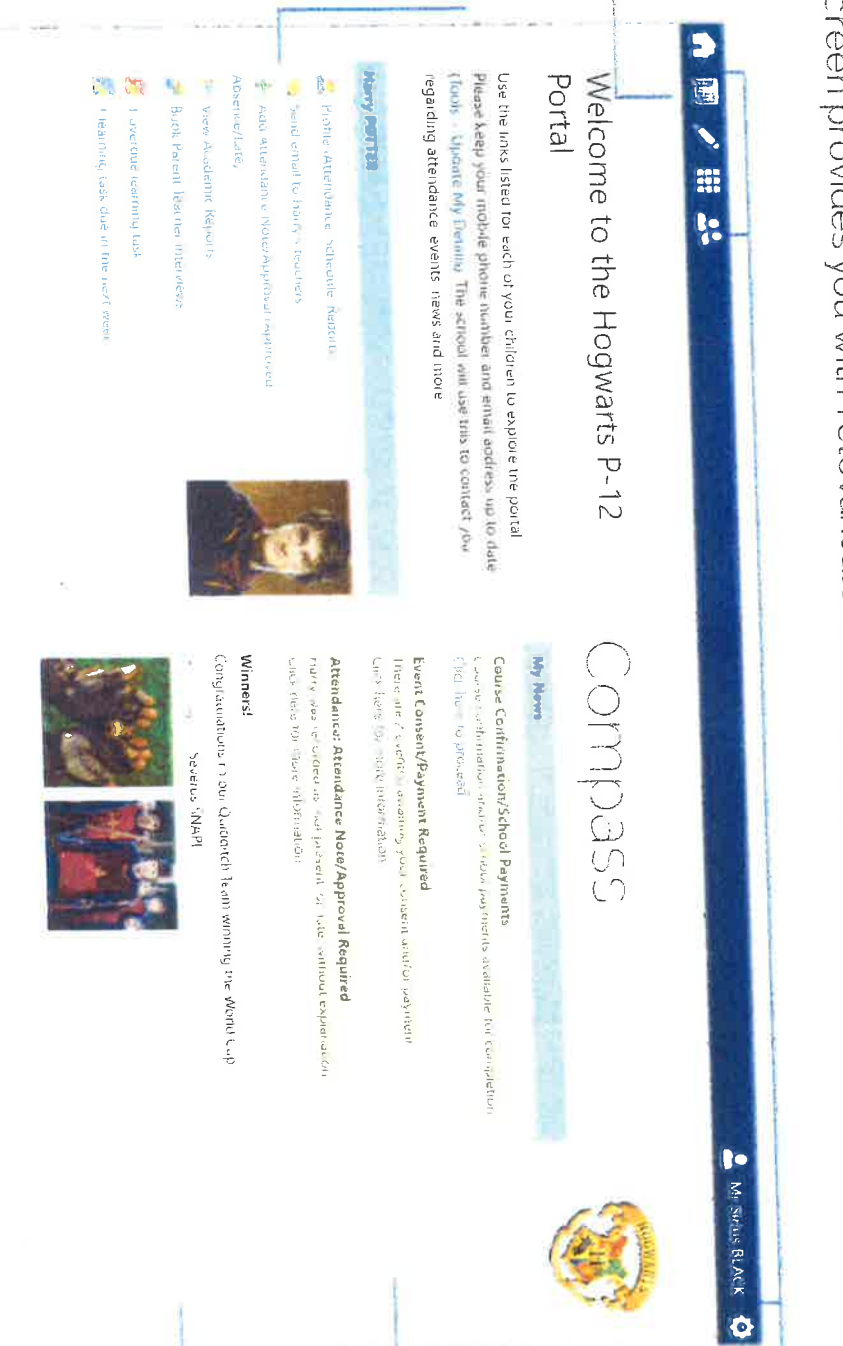 screen provides you with
Mr Sirius BLACK
Welcome to the Hogwarts P-12
Portal
Compass
HOGWARTS
Use the links listed for each of your children to explore the portal
Please keep your mobile phone number and email address up to date
(Tools > Update My Details) The school will use this to contact you
regarding attendance events news and more
Harry POTTER
Profile (Attendance, Schedule, Reports)
Send email to Harry's teachers
Add Attendance Note/Approval (Approved
Absence/Late)
View Academic Reports
Book Parent Teacher Interviews
1 overdue learning task
1 learning task due in the next week
My News
Course Confirmation/School Payments
Course confirmation and/or school payments available for completion
Click here to proceed
Event Consent/Payment Required
There are events awaiting your consent and/or payment
Click here for more information
Attendance: Attendance Note/Approval Required
Harry was recorded as 'not present' or 'late' without explanation
Click here for more information
Winners!
Congratulations to our Quidditch Team winning the World Cup
Severus SNAPE